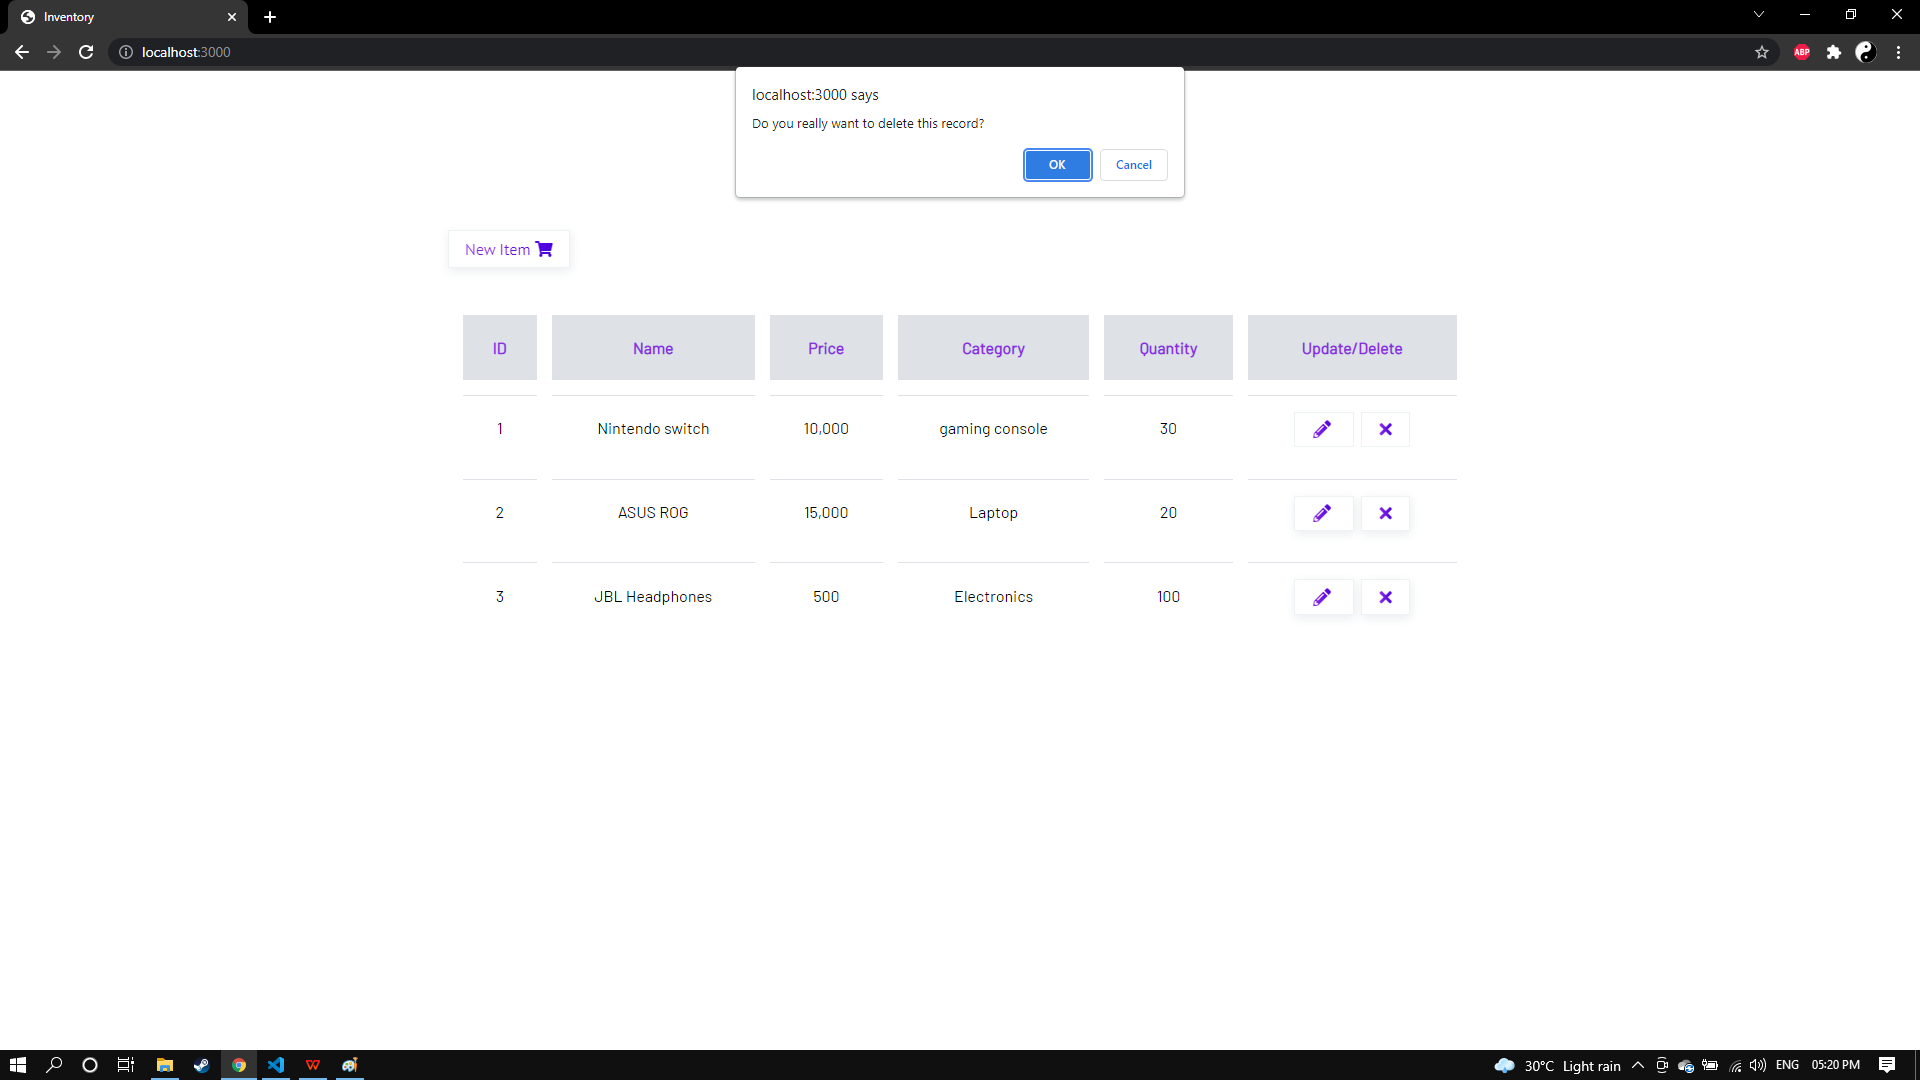 Inventory
localhost:3000
ABP
localhost:3000 says
Do you really want to delete this record?
OK Cancel
New Item
ID Name Price Category Quantity Update/Delete
1 Nintendo switch 10,000 gaming console 30
2 ASUS ROG 15,000 Laptop 20
3 JBL Headphones 500 Electronics 100
30°C Light rain ENG 05:20 PM